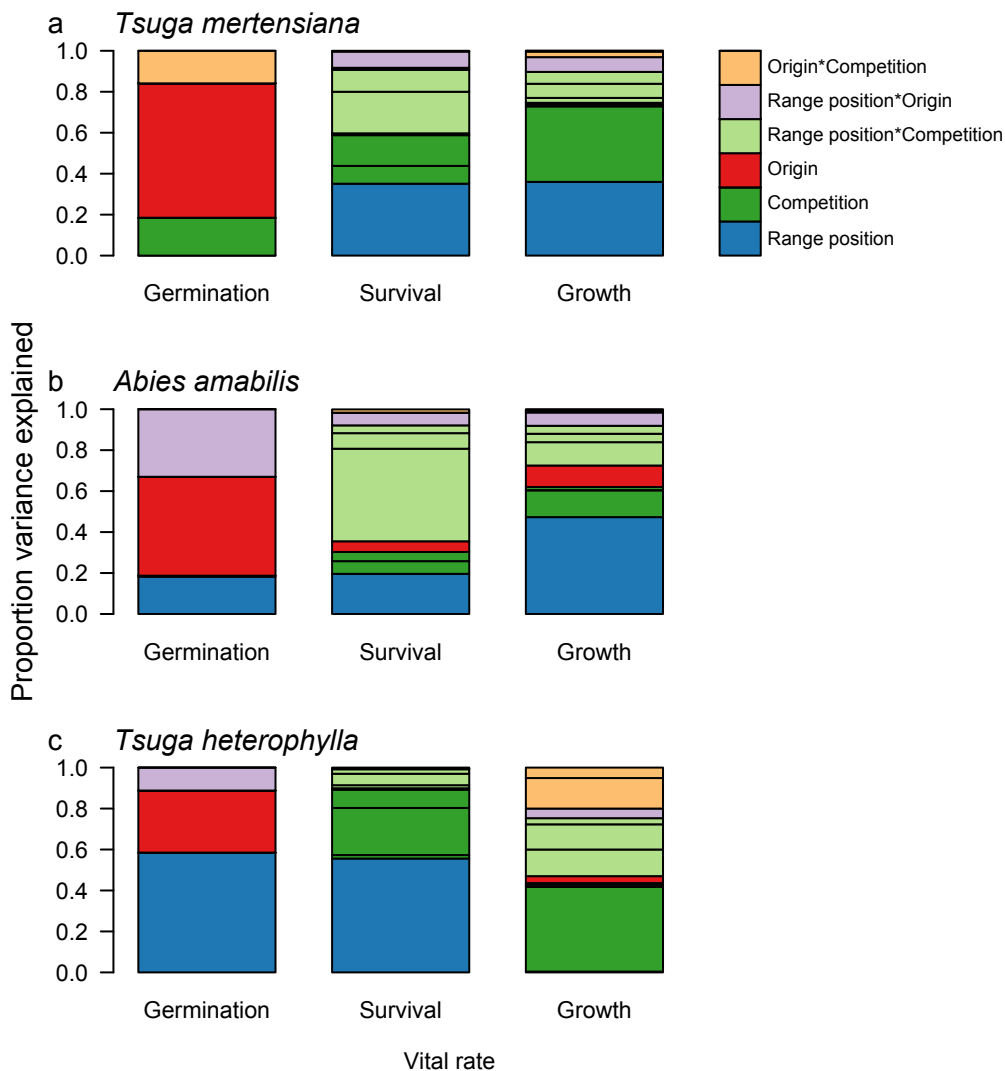 a Tsuga mertensiana
1.0
0.8
0.6
0.4
0.2
0.0
Germination Survival Growth
Origin*Competition
Range position*Origin
Range position*Competition
Origin
Competition
Range position
Proportion variance explained
b Abies amabilis
1.0
0.8
0.6
0.4
0.2
0.0
Germination Survival Growth
c Tsuga heterophylla
1.0
0.8
0.6
0.4
0.2
0.0
Germination Survival Growth
Vital rate